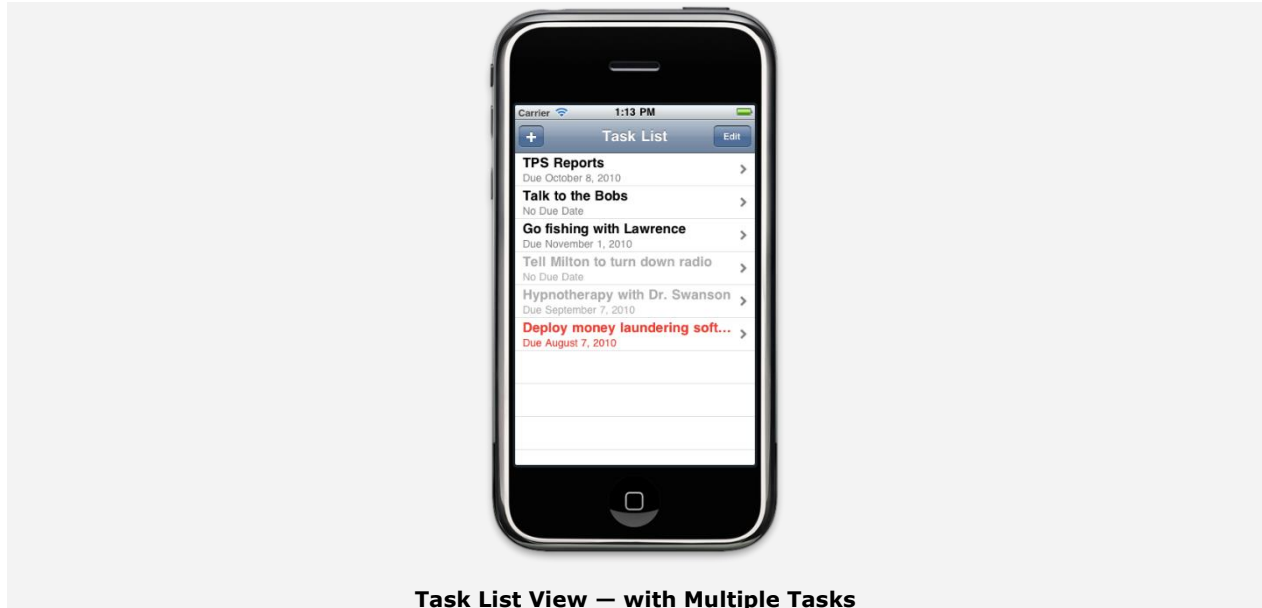 Carrier 1:13 PM
+ Task List Edit
TPS Reports
Due October 8, 2010
Talk to the Bobs
No Due Date
Go fishing with Lawrence
Due November 1, 2010
Tell Milton to turn down radio
No Due Date
Hypnotherapy with Dr. Swanson
Due September 7, 2010
Deploy money laundering soft...
Due August 7, 2010
Task List View — with Multiple Tasks